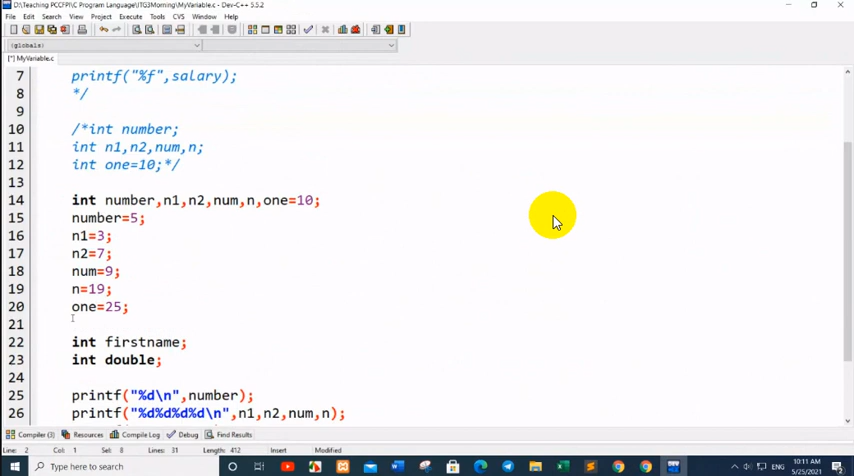 D:\Teaching PCCFP\C Program Language\ITG3Morning\MyVariable.c - Dev-C++ 5.5.2
File Edit Search View Project Execute Tools CVS Window Help
(globals)
[*] MyVariable.c
7 printf("%f",salary);
8 */
9
10 /*int number;
11 int n1,n2,num,n;
12 int one=10;*/
13
14 int number,n1,n2,num,n,one=10;
15 number=5;
16 n1=3;
17 n2=7;
18 num=9;
19 n=19;
20 one=25;
21
22 int firstname;
23 int double;
24
25 printf("%d\n",number);
26 printf("%d%d%d%d\n",n1,n2,num,n);
Compiler (3) Resources Compile Log Debug Find Results
Line: 2 Col: 1 Sel: 8 Lines: 31 Length: 412 Insert Modified
Type here to search
ENG
10:11 AM
5/25/2021